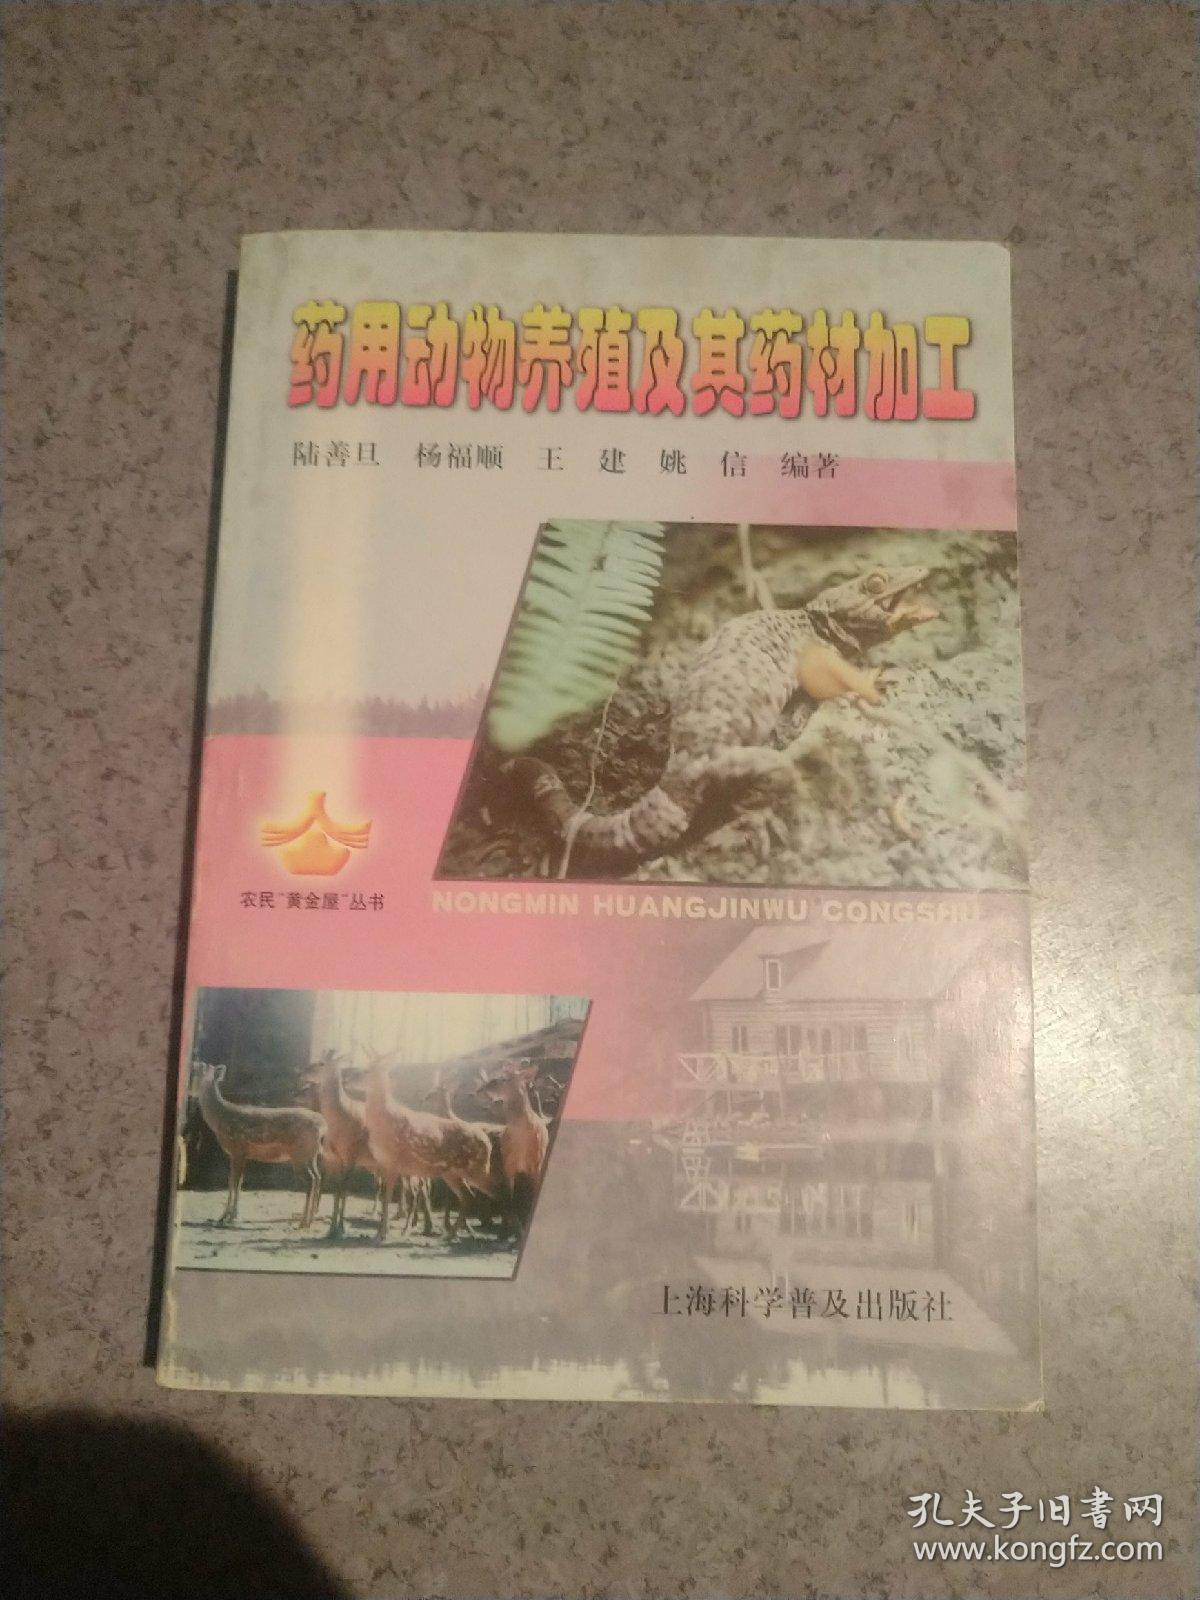 药用动物养殖及其药材加工
陆善旦 杨福顺 王 建 姚 信 编著
农民"黄金屋"丛书
NONGMIN HUANGJINWU CONGSHU
上海科学普及出版社
孔夫子旧书网
www.kongfz.com